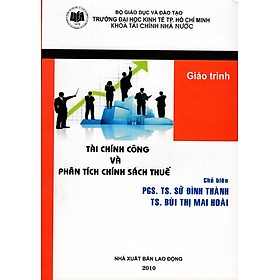 BỘ GIÁO DỤC VÀ ĐÀO TẠO
TRƯỜNG ĐẠI HỌC KINH TẾ TP. HỒ CHÍ MINH
KHOA TÀI CHÍNH NHÀ NƯỚC
Giáo trình
TÀI CHÍNH CÔNG
VÀ
PHÂN TÍCH CHÍNH SÁCH THUẾ
Chủ biên
PGS. TS. SỬ ĐÌNH THÀNH
TS. BÙI THỊ MAI HOÀI
NHÀ XUẤT BẢN LAO ĐỘNG
2010